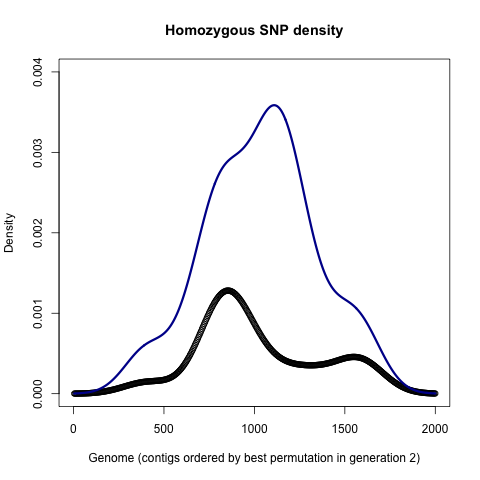 Homozygous SNP density
0.004
0.003
0.002
0.001
0.000
Density
0 500 1000 1500 2000
Genome (contigs ordered by best permutation in generation 2)